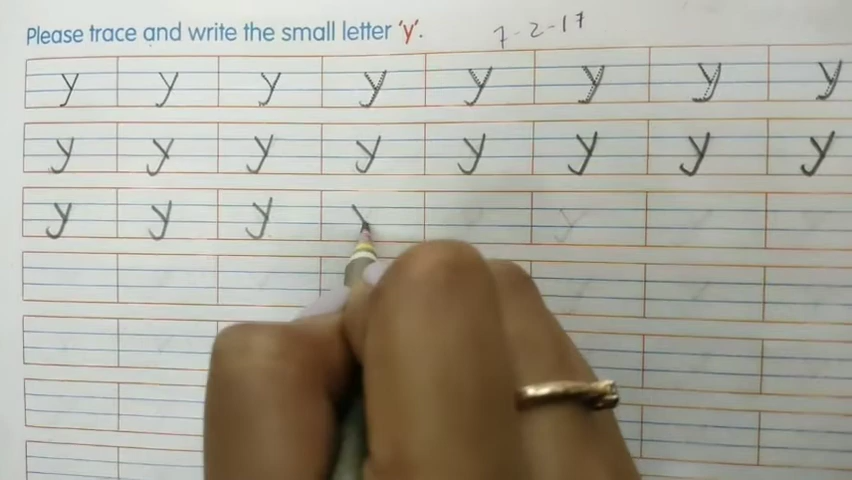 Please trace and write the small letter 'y'.
7-2-17
y y y y y y y y
y y y y y y y y
y y y